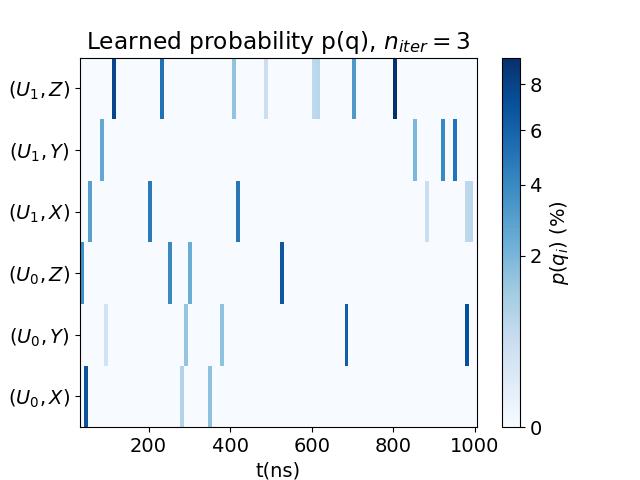 Learned probability p(q), $n_{iter} = 3$
$(U_1, Z)$
$(U_1, Y)$
$(U_1, X)$
$(U_0, Z)$
$(U_0, Y)$
$(U_0, X)$
200 400 600 800 1000
t(ns)
8
6
4
2
0
$p(q_i)$ (%)